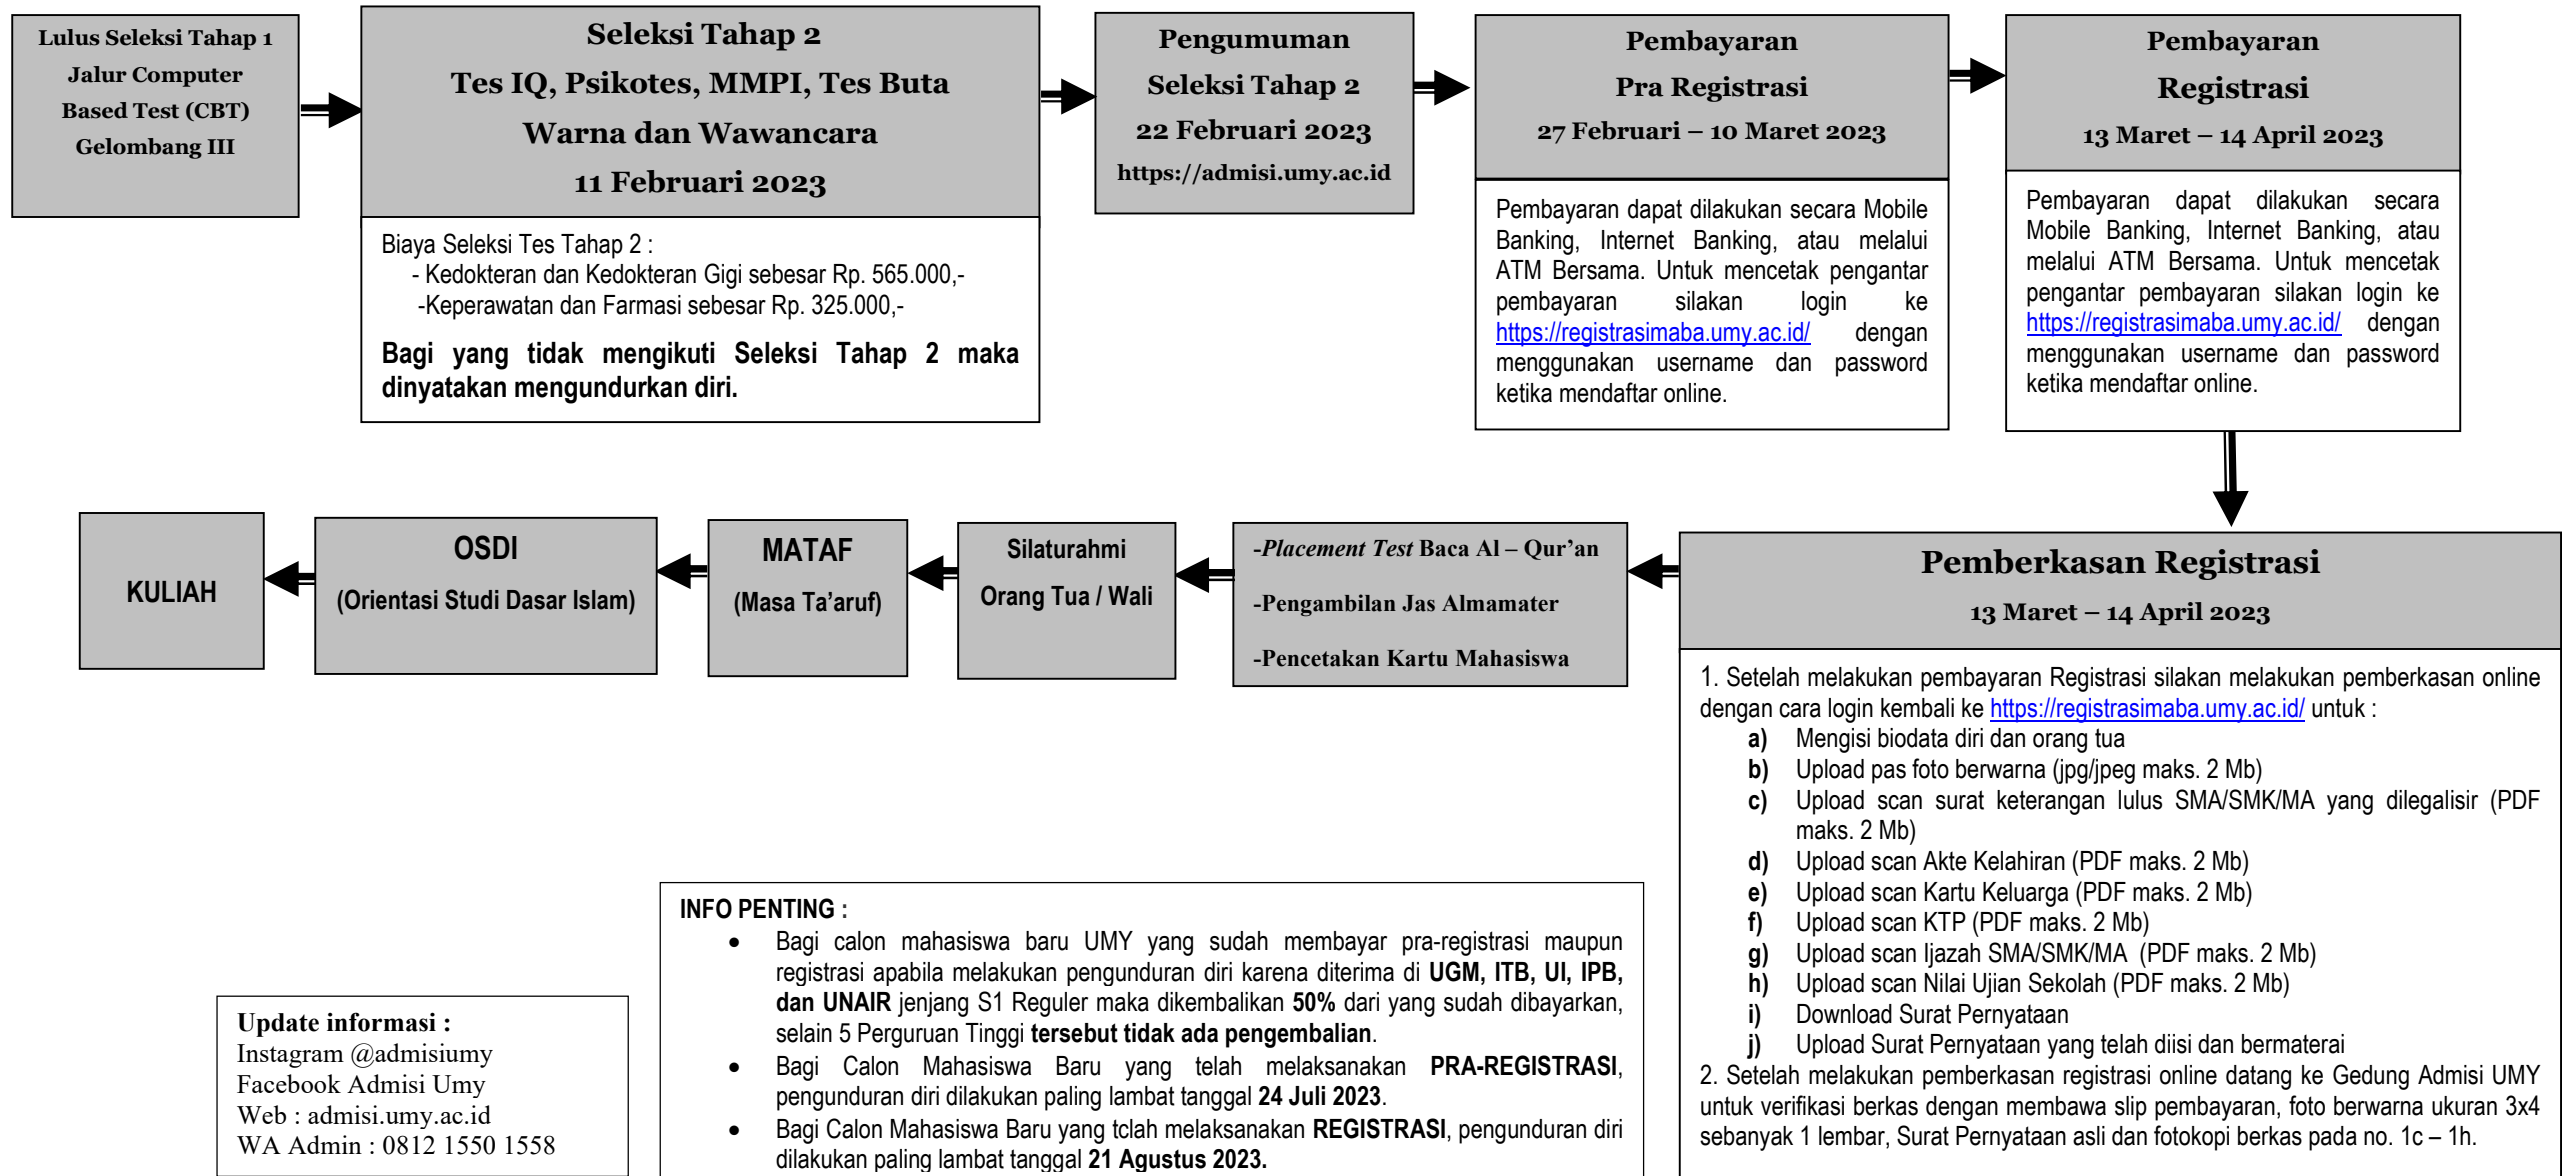 Lulus Seleksi Tahap 1
Jalur Computer
Based Test (CBT)
Gelombang III
Seleksi Tahap 2
Tes IQ, Psikotes, MMPI, Tes Buta
Warna dan Wawancara
11 Februari 2023
Biaya Seleksi Tes Tahap 2 :
- Kedokteran dan Kedokteran Gigi sebesar Rp. 565.000,-
-Keperawatan dan Farmasi sebesar Rp. 325.000,-
Bagi yang tidak mengikuti Seleksi Tahap 2 maka
dinyatakan mengundurkan diri.
Pengumuman
Seleksi Tahap 2
22 Februari 2023
https://admisi.umy.ac.id
Pembayaran
Pra Registrasi
27 Februari – 10 Maret 2023
Pembayaran dapat dilakukan secara Mobile
Banking, Internet Banking, atau melalui
ATM Bersama. Untuk mencetak pengantar
pembayaran silakan login ke
https://registrasimaba.umy.ac.id/ dengan
menggunakan username dan password
ketika mendaftar online.
Pembayaran
Registrasi
13 Maret – 14 April 2023
Pembayaran dapat dilakukan secara
Mobile Banking, Internet Banking, atau
melalui ATM Bersama. Untuk mencetak
pengantar pembayaran silakan login ke
https://registrasimaba.umy.ac.id/ dengan
menggunakan username dan password
ketika mendaftar online.
Pemberkasan Registrasi
13 Maret – 14 April 2023
1. Setelah melakukan pembayaran Registrasi silakan melakukan pemberkasan online
dengan cara login kembali ke https://registrasimaba.umy.ac.id/ untuk :
a) Mengisi biodata diri dan orang tua
b) Upload pas foto berwarna (jpg/jpeg maks. 2 Mb)
c) Upload scan surat keterangan lulus SMA/SMK/MA yang dilegalisir (PDF
maks. 2 Mb)
d) Upload scan Akte Kelahiran (PDF maks. 2 Mb)
e) Upload scan Kartu Keluarga (PDF maks. 2 Mb)
f) Upload scan KTP (PDF maks. 2 Mb)
g) Upload scan Ijazah SMA/SMK/MA (PDF maks. 2 Mb)
h) Upload scan Nilai Ujian Sekolah (PDF maks. 2 Mb)
i) Download Surat Pernyataan
j) Upload Surat Pernyataan yang telah diisi dan bermaterai
2. Setelah melakukan pemberkasan registrasi online datang ke Gedung Admisi UMY
untuk verifikasi berkas dengan membawa slip pembayaran, foto berwarna ukuran 3x4
sebanyak 1 lembar, Surat Pernyataan asli dan fotokopi berkas pada no. 1c – 1h.
-Placement Test Baca Al – Qur'an
-Pengambilan Jas Almamater
-Pencetakan Kartu Mahasiswa
Silaturahmi
Orang Tua / Wali
MATAF
(Masa Ta'aruf)
OSDI
(Orientasi Studi Dasar Islam)
KULIAH
INFO PENTING :
• Bagi calon mahasiswa baru UMY yang sudah membayar pra-registrasi maupun
registrasi apabila melakukan pengunduran diri karena diterima di UGM, ITB, UI, IPB,
dan UNAIR jenjang S1 Reguler maka dikembalikan 50% dari yang sudah dibayarkan,
selain 5 Perguruan Tinggi tersebut tidak ada pengembalian.
• Bagi Calon Mahasiswa Baru yang telah melaksanakan PRA-REGISTRASI,
pengunduran diri dilakukan paling lambat tanggal 24 Juli 2023.
• Bagi Calon Mahasiswa Baru yang tclah melaksanakan REGISTRASI, pengunduran diri
dilakukan paling lambat tanggal 21 Agustus 2023.
Update informasi :
Instagram @admisiumy
Facebook Admisi Umy
Web : admisi.umy.ac.id
WA Admin : 0812 1550 1558